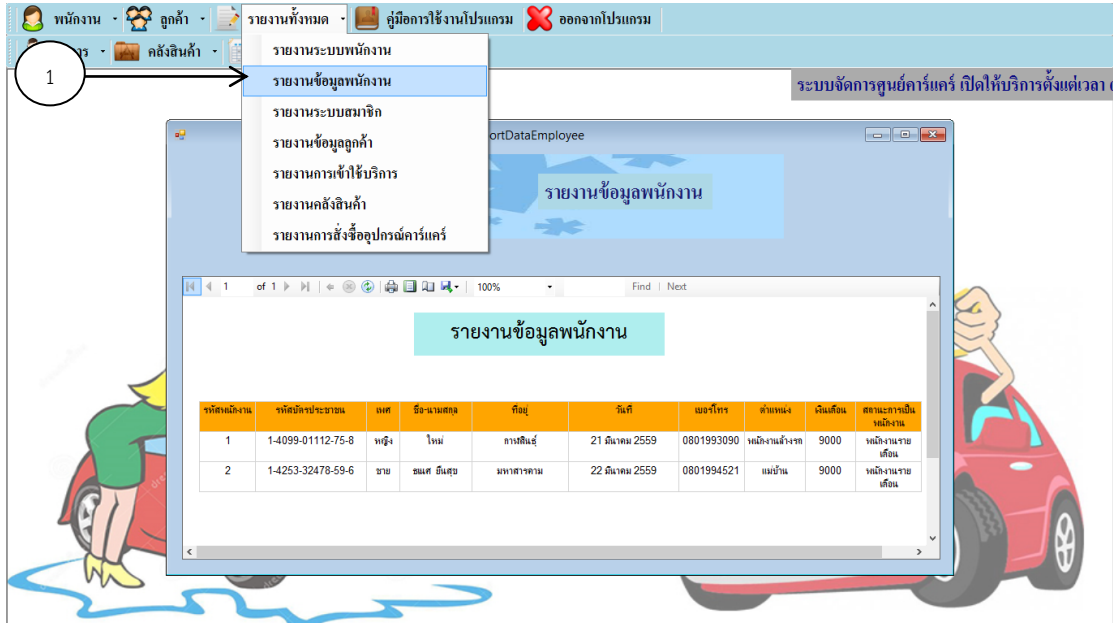 พนักงาน ลูกค้า รายงานทั้งหมด คู่มือการใช้งานโปรแกรม ออกจากโปรแกรม
คลังสินค้า
1
รายงานระบบพนักงาน
รายงานข้อมูลพนักงาน
รายงานระบบสมาชิก
รายงานข้อมูลลูกค้า
รายงานการเข้าใช้บริการ
รายงานคลังสินค้า
รายงานการสั่งซื้ออุปกรณ์คาร์แคร์
ระบบจัดการศูนย์คาร์แคร์ เปิดให้บริการตั้งแต่เวลา
ortDataEmployee
รายงานข้อมูลพนักงาน
1 of 1 100% Find | Next
รายงานข้อมูลพนักงาน
รหัสพนักงาน รหัสบัตรประชาชน เพศ ชื่อ-นามสกุล ที่อยู่ วันที่ เบอร์โทร ตำแหน่ง เงินเดือน สถานะการเป็น
พนักงาน
1 1-4099-01112-75-8 หญิง ใหม่ กาฬสินธุ์ 21 มีนาคม 2559 0801993090 พนักงานล้างรถ 9000 พนักงานราย
เดือน
2 1-4253-32478-59-6 ชาย มหาสารคาม 22 มีนาคม 2559 0801994521 แม่บ้าน 9000 พนักงานราย
เดือน